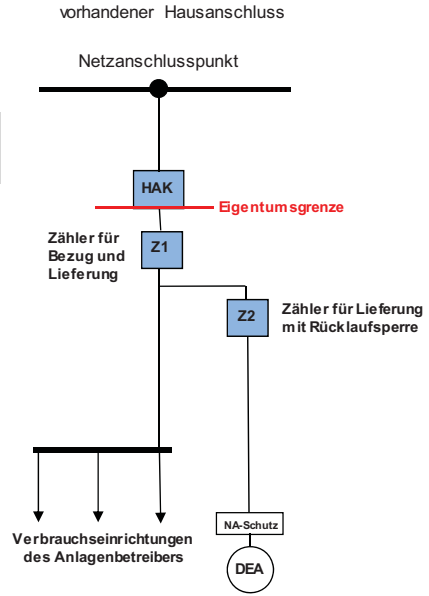 vorhandener Hausanschluss
Netzanschlusspunkt
HAK
Eigentumsgrenze
Zähler für
Bezug und
Lieferung
Z1
Z2
Zähler für Lieferung
mit Rücklaufsperre
NA-Schutz
Verbrauchseinrichtungen
des Anlagenbetreibers
DEA